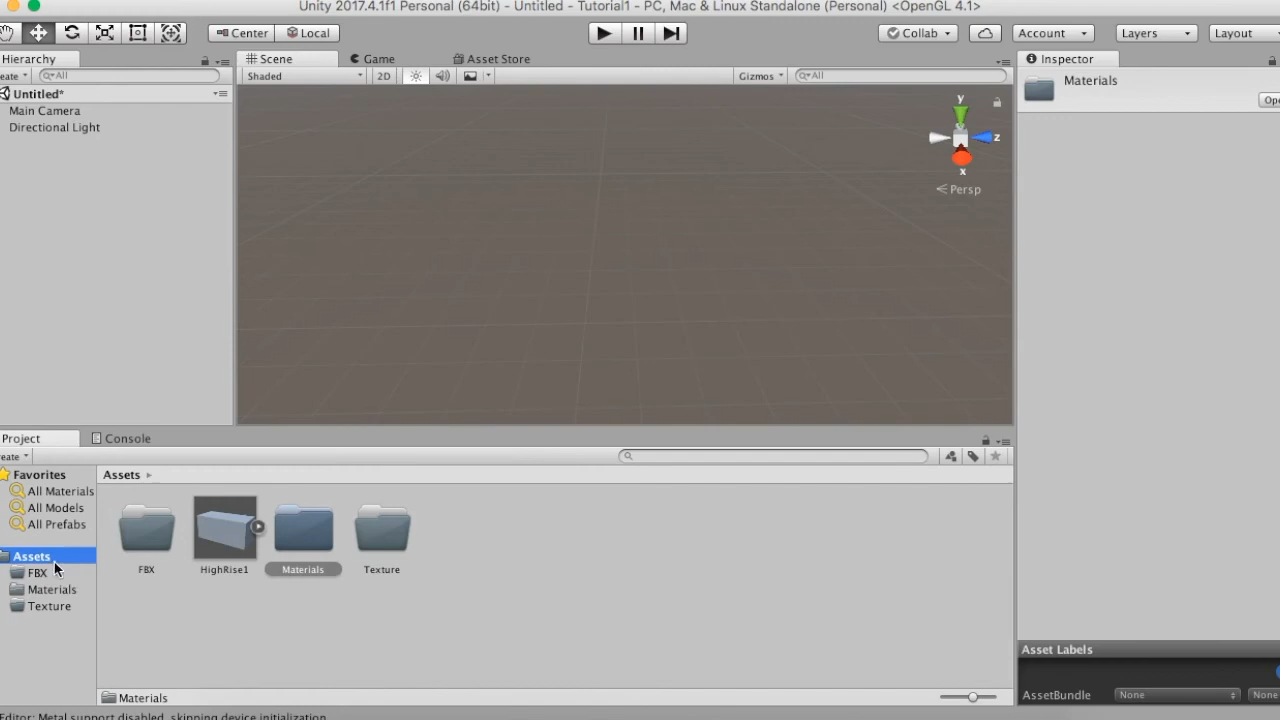 Unity 2017.4.1f1 Personal (64bit) - Untitled - Tutorial1 - PC, Mac & Linux Standalone (Personal) <OpenGL 4.1>
Center Local Collab Account Layers Layout
Hierarchy Scene Game Asset Store Inspector
eate All Shaded 2D Gizmos All Materials
Untitled* Ope
Main Camera
Directional Light
y
z
x
Persp
Project Console
eate
Favorites Assets
All Materials
All Models
All Prefabs
Assets
FBX HighRise1 Materials Texture
FBX
Materials
Texture
Asset Labels
Materials AssetBundle None None
Editor: Metal support disabled, skipping device initialization